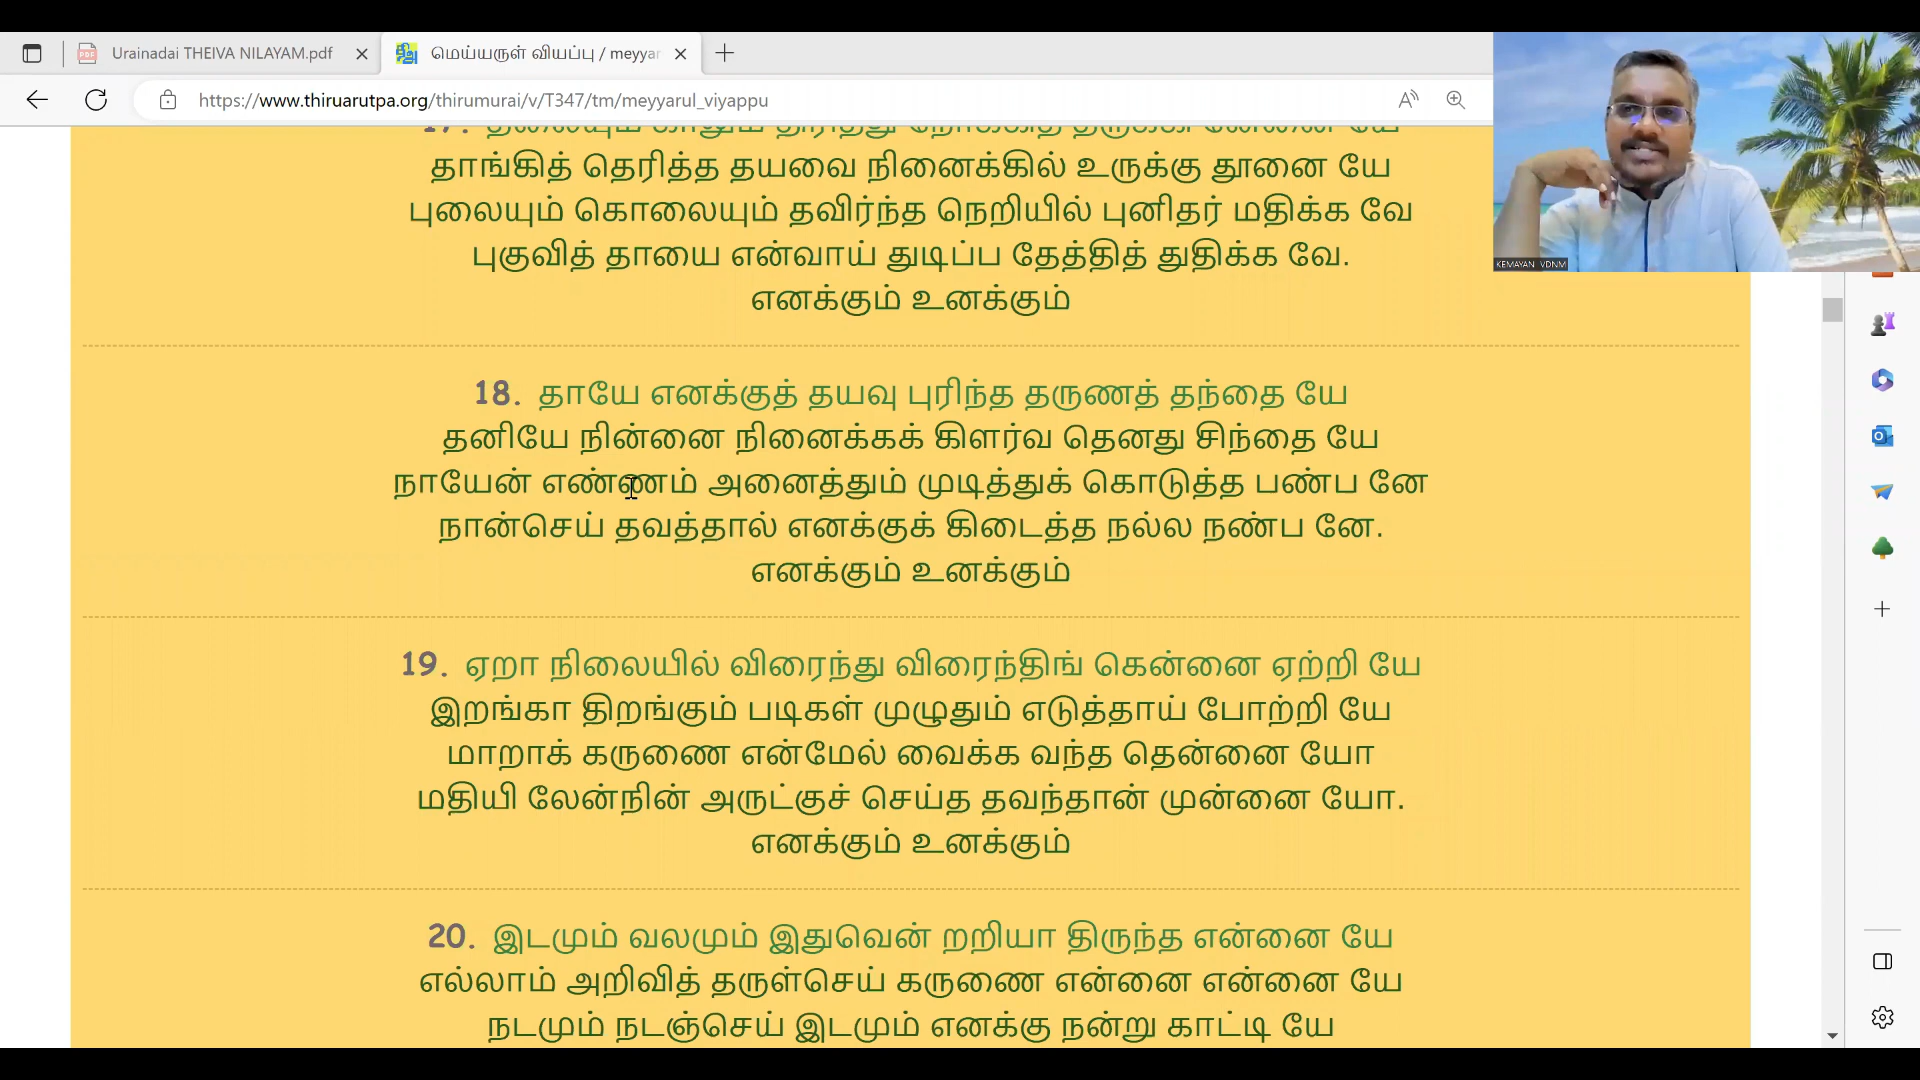 Urainadai THEIVA NILAYAM.pdf
மெய்யருள் வியப்பு / meyyar
https://www.thiruarutpa.org/thirumurai/v/T347/tm/meyyarul_viyappu
KEMAYAN VDNM
17.
தாங்கித் தெரித்த தயவை நினைக்கில் உருக்கு தூனை யே
புலையும் கொலையும் தவிர்ந்த நெறியில் புனிதர் மதிக்க வே
புகுவித் தாயை என்வாய் துடிப்ப தேத்தித் துதிக்க வே.
எனக்கும் உனக்கும்
18. தாயே எனக்குத் தயவு புரிந்த தருணத் தந்தை யே
தனியே நின்னை நினைக்கக் கிளர்வ தெனது சிந்தை யே
நாயேன் எண்ணம் அனைத்தும் முடித்துக் கொடுத்த பண்ப னே
நான்செய் தவத்தால் எனக்குக் கிடைத்த நல்ல நண்ப னே.
எனக்கும் உனக்கும்
19. ஏறா நிலையில் விரைந்து விரைந்திங் கென்னை ஏற்றி யே
இறங்கா திறங்கும் படிகள் முழுதும் எடுத்தாய் போற்றி யே
மாறாக் கருணை என்மேல் வைக்க வந்த தென்னை யோ
மதியி லேன்நின் அருட்குச் செய்த தவந்தான் முன்னை யோ.
எனக்கும் உனக்கும்
20. இடமும் வலமும் இதுவென் றறியா திருந்த என்னை யே
எல்லாம் அறிவித் தருள்செய் கருணை என்னை என்னை யே
நடமும் நடஞ்செய் இடமும் எனக்கு நன்று காட்டி யே